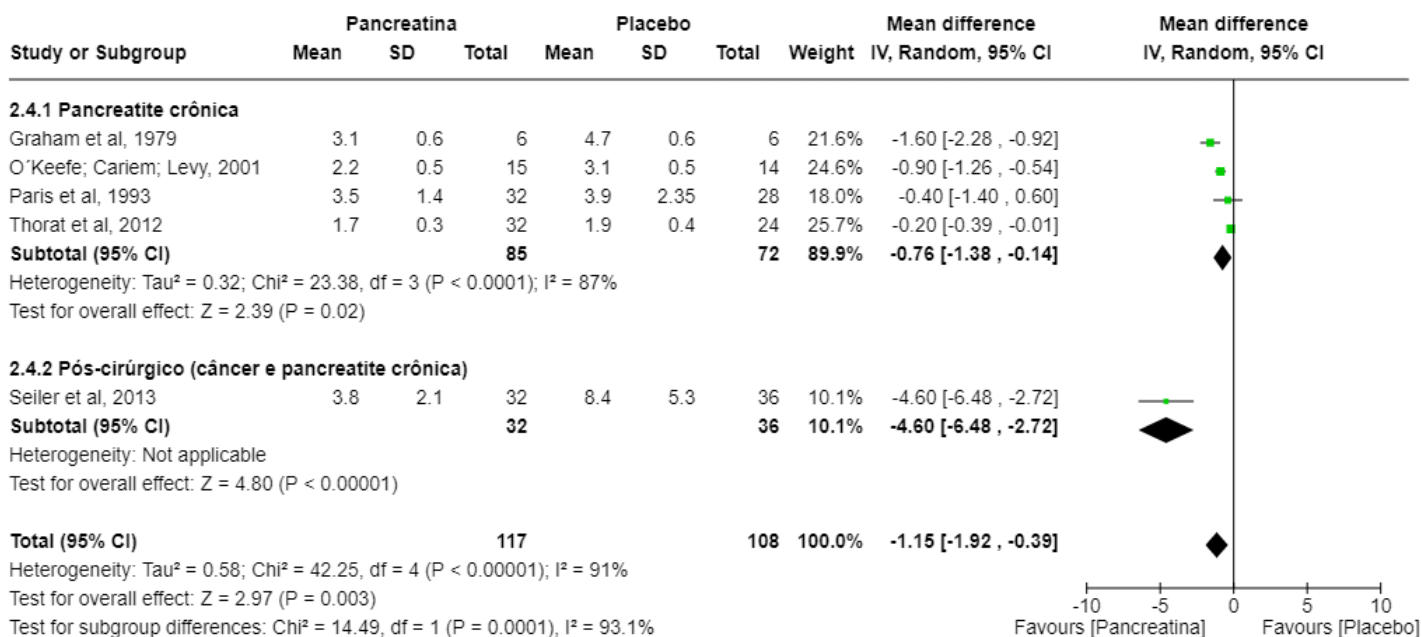 Pancreatina Placebo Mean difference Mean difference
Study or Subgroup Mean SD Total Mean SD Total Weight IV, Random, 95% CI IV, Random, 95% CI
2.4.1 Pancreatite crônica
Graham et al, 1979 3.1 0.6 6 4.7 0.6 6 21.6% -1.60 [-2.28 , -0.92]
O´Keefe; Cariem; Levy, 2001 2.2 0.5 15 3.1 0.5 14 24.6% -0.90 [-1.26 , -0.54]
Paris et al, 1993 3.5 1.4 32 3.9 2.35 28 18.0% -0.40 [-1.40 , 0.60]
Thorat et al, 2012 1.7 0.3 32 1.9 0.4 24 25.7% -0.20 [-0.39 , -0.01]
Subtotal (95% CI) 85 72 89.9% -0.76 [-1.38 , -0.14]
Heterogeneity: Tau² = 0.32; Chi² = 23.38, df = 3 (P < 0.0001); I² = 87%
Test for overall effect: Z = 2.39 (P = 0.02)
2.4.2 Pós-cirúrgico (câncer e pancreatite crônica)
Seiler et al, 2013 3.8 2.1 32 8.4 5.3 36 10.1% -4.60 [-6.48 , -2.72]
Subtotal (95% CI) 32 36 10.1% -4.60 [-6.48 , -2.72]
Heterogeneity: Not applicable
Test for overall effect: Z = 4.80 (P < 0.00001)
Total (95% CI) 117 108 100.0% -1.15 [-1.92 , -0.39]
Heterogeneity: Tau² = 0.58; Chi² = 42.25, df = 4 (P < 0.00001); I² = 91%
Test for overall effect: Z = 2.97 (P = 0.003)
-10 -5 0 5 10
Test for subgroup differences: Chi² = 14.49, df = 1 (P = 0.0001), I² = 93.1% Favours [Pancreatina] Favours [Placebo]